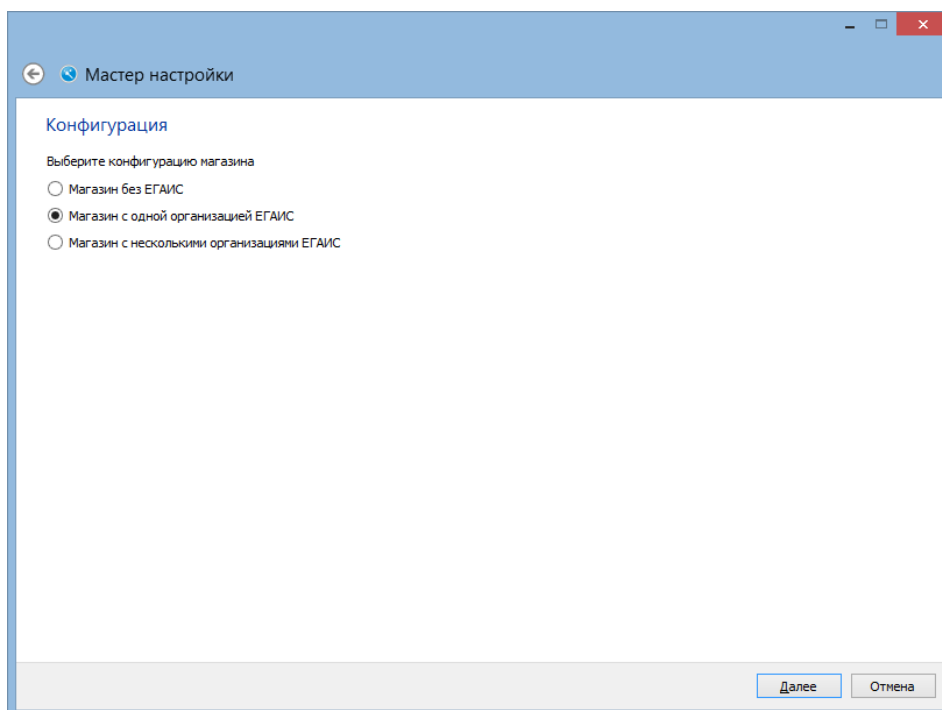 Мастер настройки
Конфигурация
Выберите конфигурацию магазина
Магазин без ЕГАИС
Магазин с одной организацией ЕГАИС
Магазин с несколькими организациями ЕГАИС
Далее
Отмена